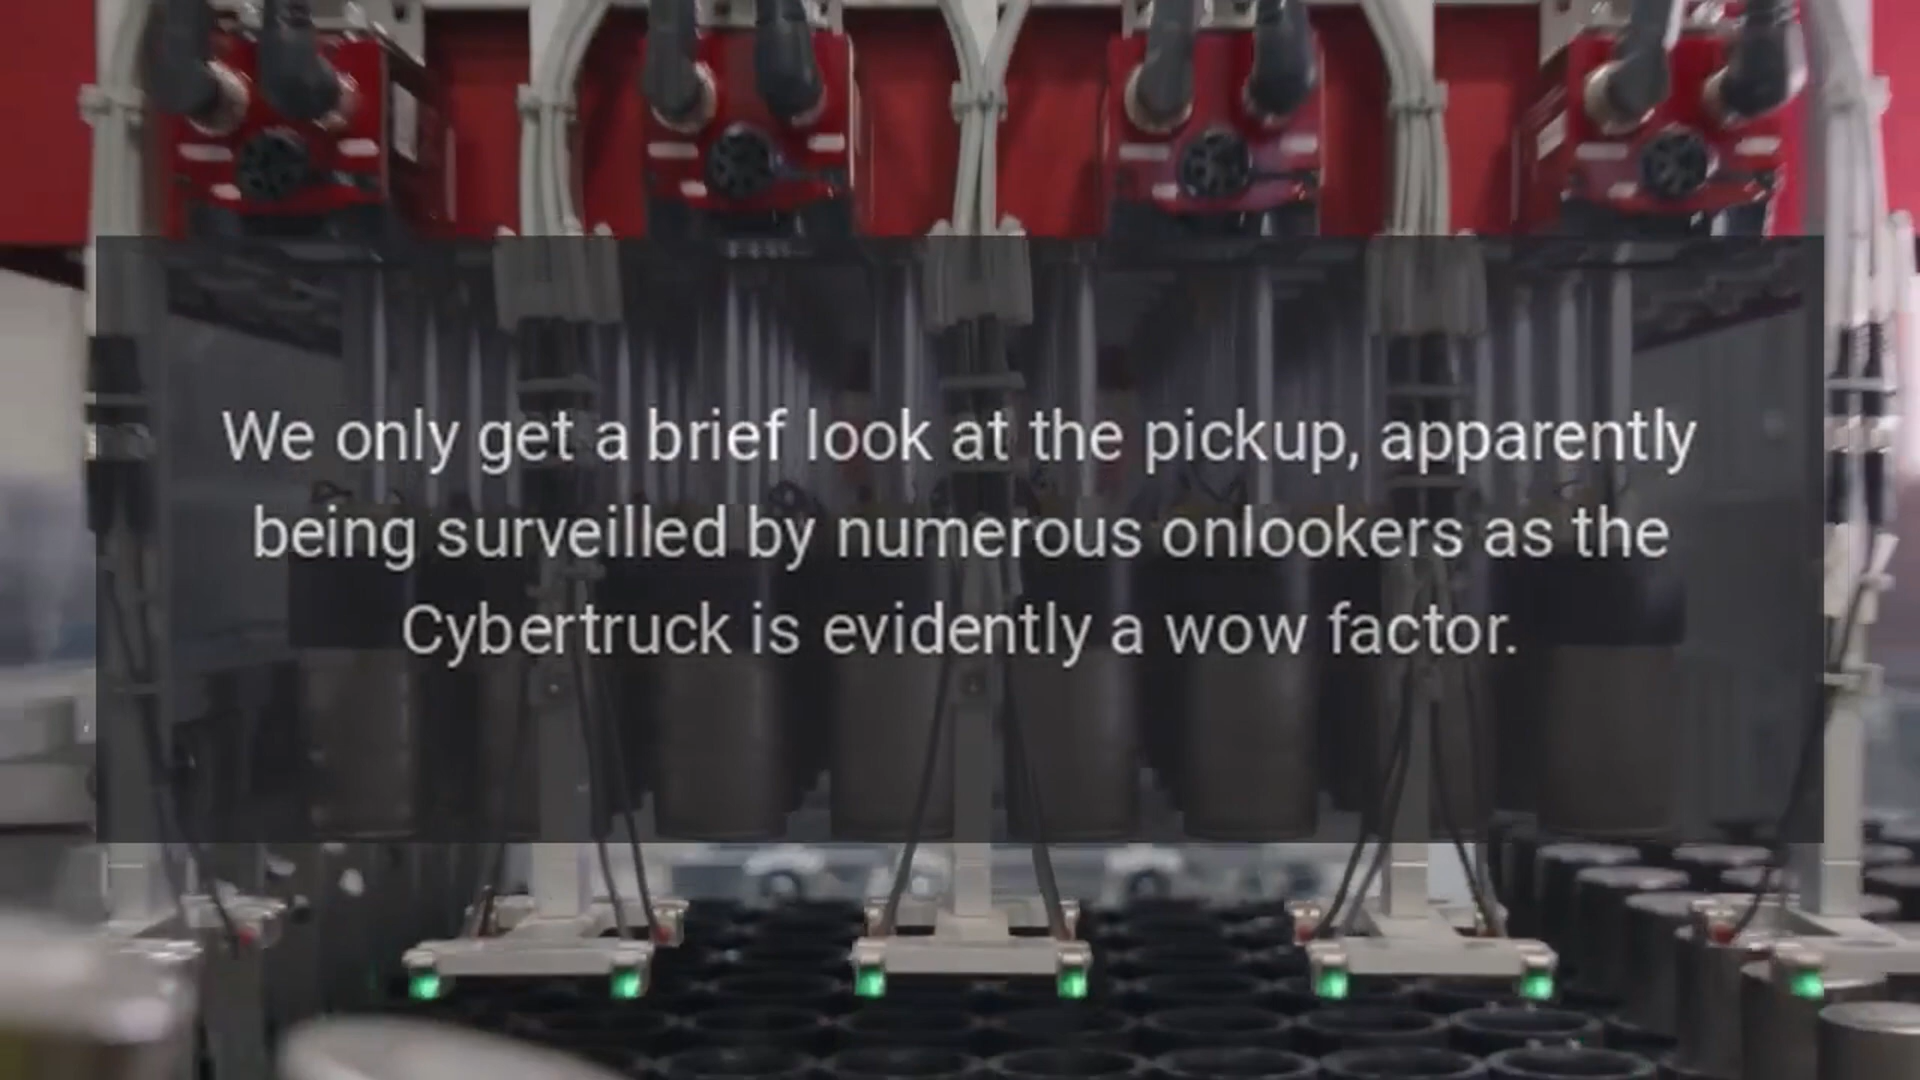 We only get a brief look at the pickup, apparently
being surveilled by numerous onlookers as the
Cybertruck is evidently a wow factor.